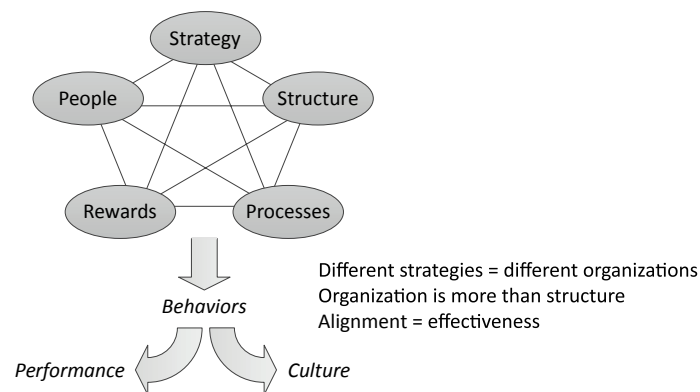 Strategy
People
Structure
Rewards
Processes
Behaviors
Different strategies = different organizations
Organization is more than structure
Alignment = effectiveness
Performance
Culture